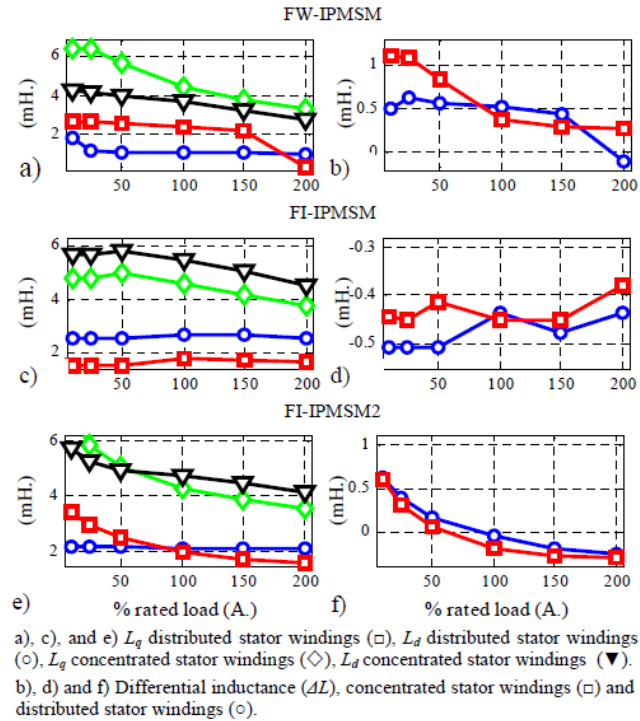 FW-IPMSM
6
4
2
(mH.)
50 100 150 200
a)
1
0.5
0
(mH.)
50 100 150 200
b)
FI-IPMSM
6
4
2
(mH.)
50 100 150 200
c)
-0.3
-0.4
-0.5
(mH.)
50 100 150 200
d)
FI-IPMSM2
6
4
2
(mH.)
50 100 150 200
e)
% rated load (A.)
1
0.5
0
(mH.)
50 100 150 200
f)
% rated load (A.)
a), c), and e) Lq distributed stator windings (□), Ld distributed stator windings
(○), Lq concentrated stator windings (◇), Ld concentrated stator windings (▼).
b), d) and f) Differential inductance (ΔL), concentrated stator windings (□) and
distributed stator windings (○).